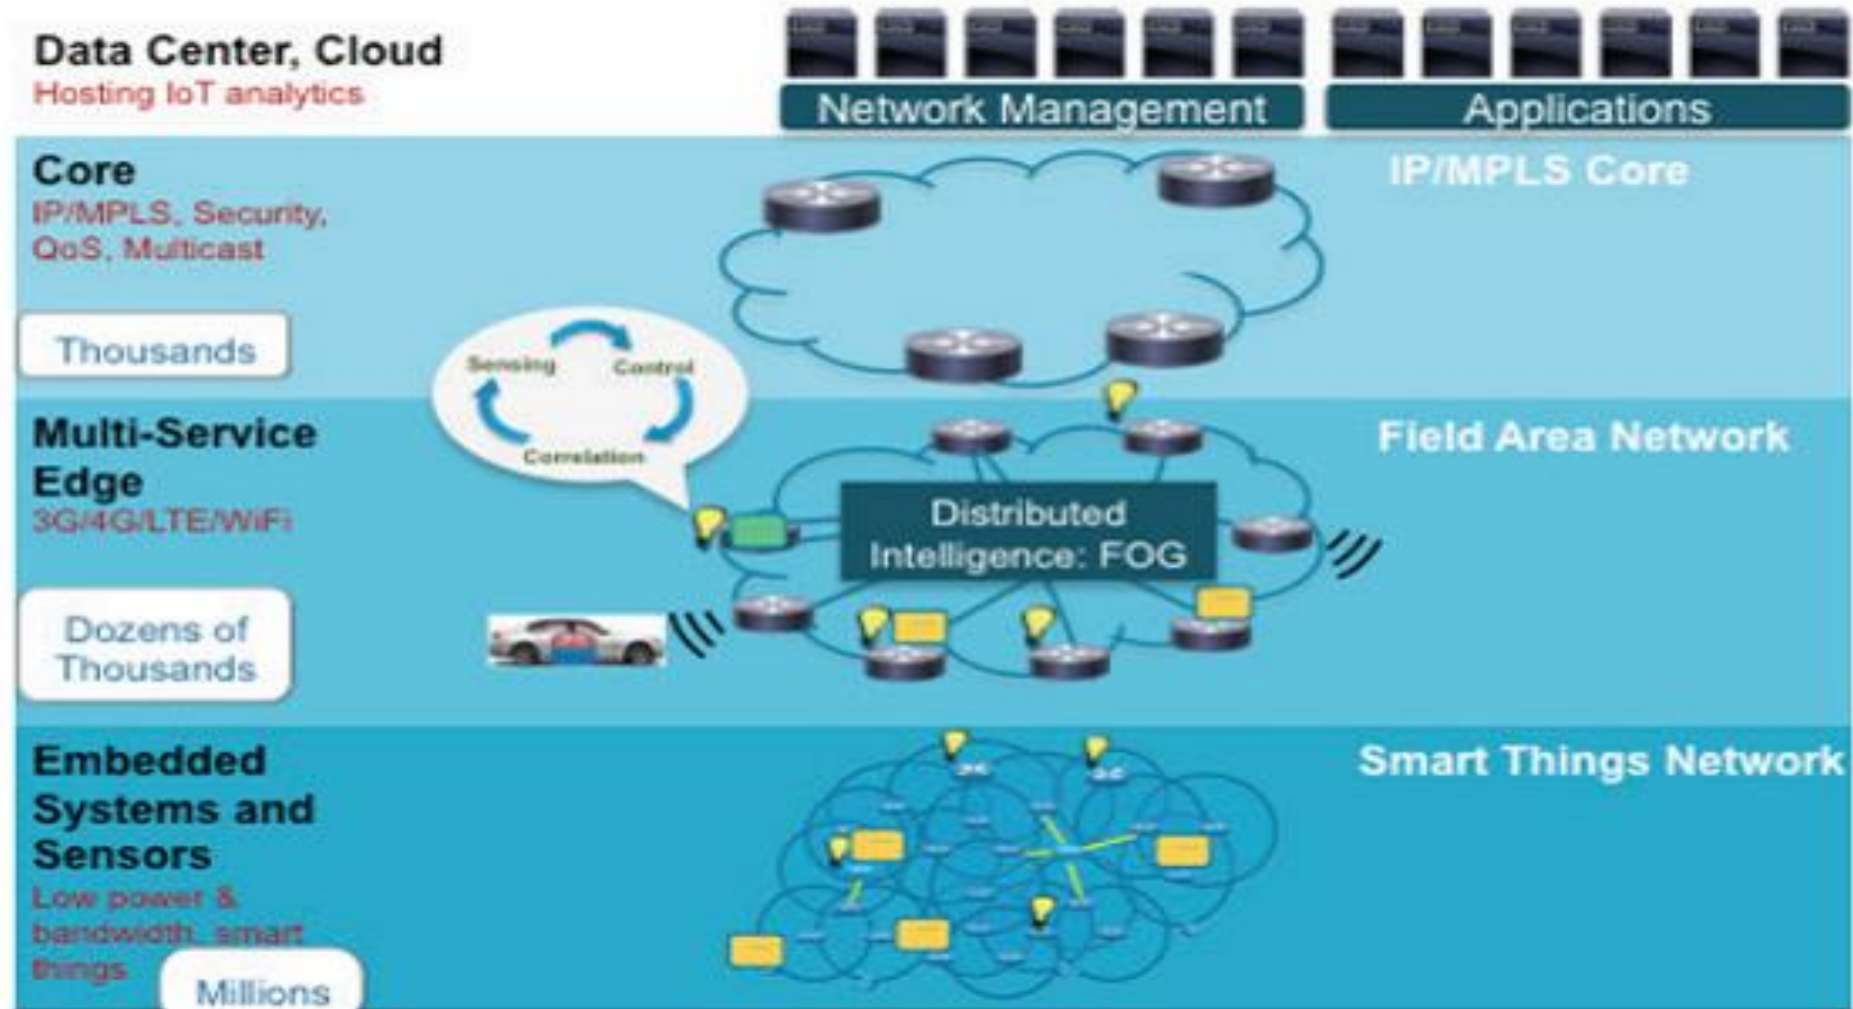 Data Center, Cloud
Hosting IoT analytics
Network Management
Applications
Core
IP/MPLS, Security,
QoS, Multicast
IP/MPLS Core
Thousands
Sensing
Control
Correlation
Multi-Service
Edge
3G/4G/LTE/WiFi
Field Area Network
Distributed
Intelligence: FOG
Dozens of
Thousands
Embedded
Systems and
Sensors
Low power &
bandwidth, smart
things
Smart Things Network
Millions